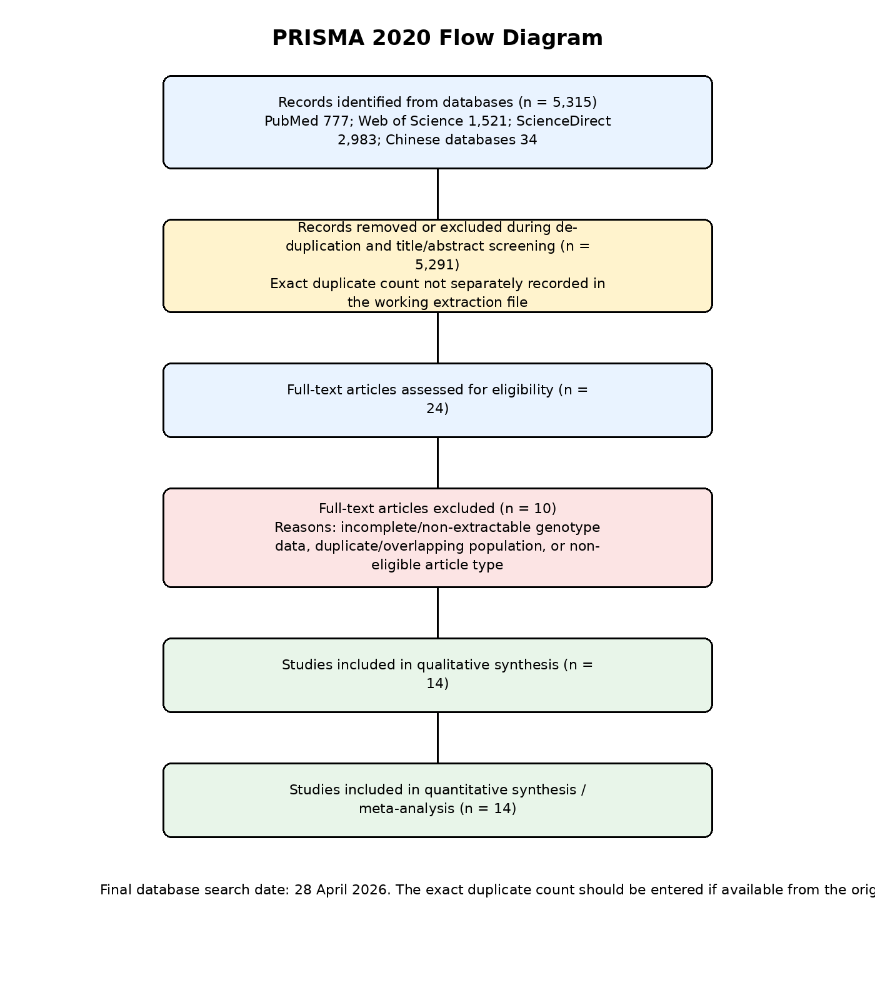 PRISMA 2020 Flow Diagram
Records identified from databases (n = 5,315)
PubMed 777; Web of Science 1,521; ScienceDirect
2,983; Chinese databases 34
Records removed or excluded during de-
duplication and title/abstract screening (n =
5,291)
Exact duplicate count not separately recorded in
the working extraction file
Full-text articles assessed for eligibility (n =
24)
Full-text articles excluded (n = 10)
Reasons: incomplete/non-extractable genotype
data, duplicate/overlapping population, or non-
eligible article type
Studies included in qualitative synthesis (n =
14)
Studies included in quantitative synthesis /
meta-analysis (n = 14)
Final database search date: 28 April 2026. The exact duplicate count should be entered if available from the